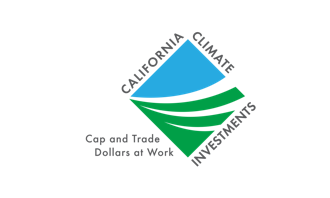 CALIFORNIA
CLIMATE
INVESTMENTS
Cap and Trade
Dollars at Work